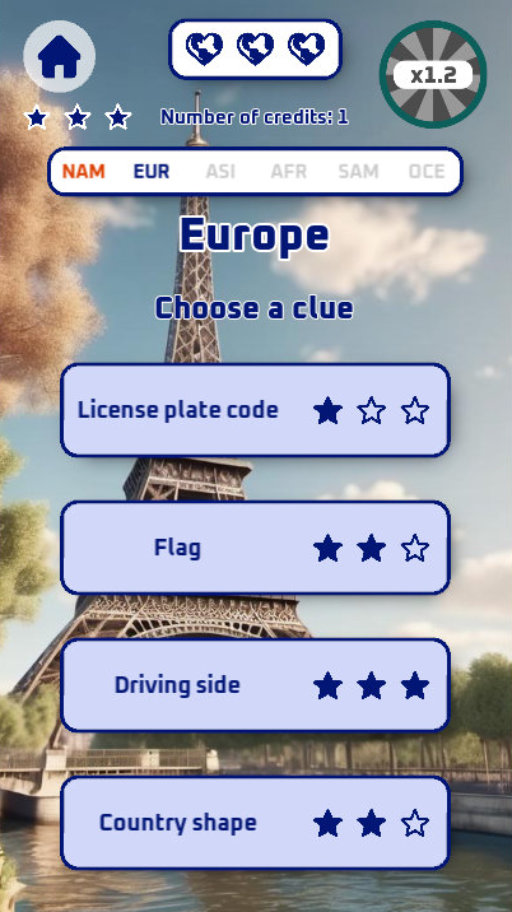 x1.2
Number of credits: 1
NAM EUR ASI AFR SAM OCE
Europe
Choose a clue
License plate code
Flag
Driving side
Country shape